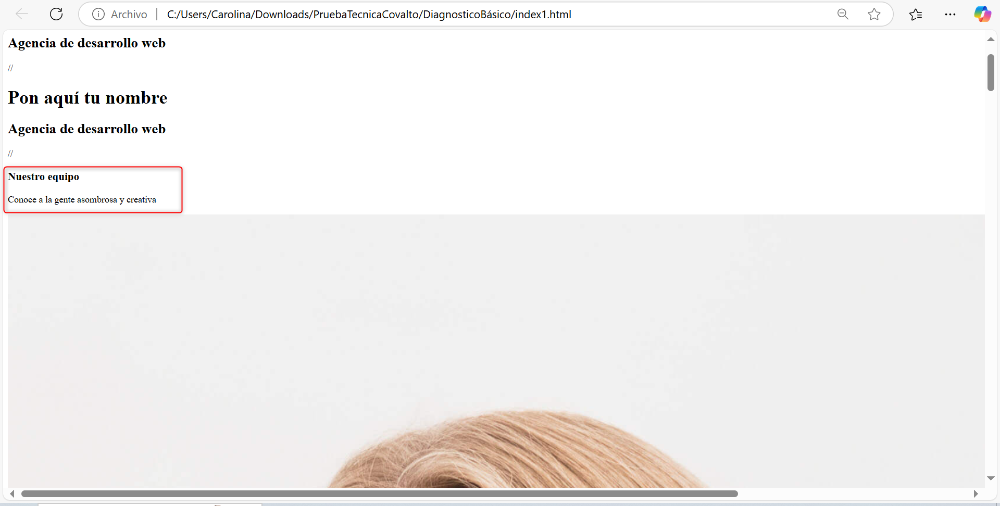 Archivo C:/Users/Carolina/Downloads/PruebaTecnicaCovalto/DiagnosticoBásico/index1.html
Agencia de desarrollo web
//
Pon aquí tu nombre
Agencia de desarrollo web
//
Nuestro equipo
Conoce a la gente asombrosa y creativa